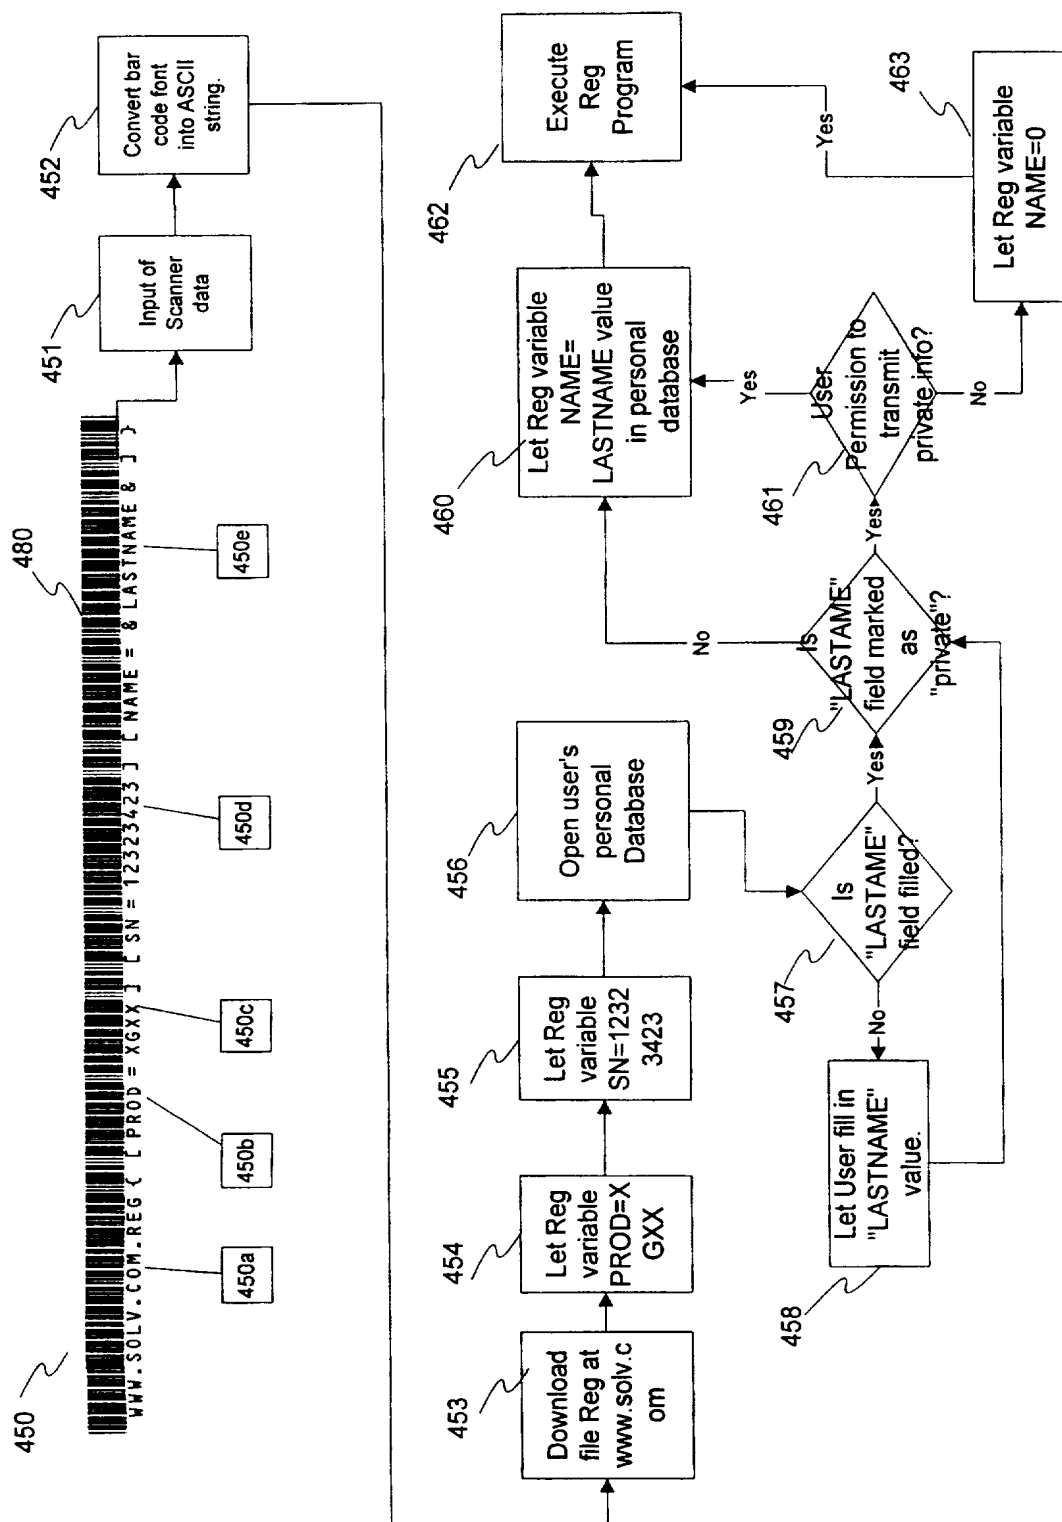 450
480
WWW.SOLV.COM.REG { [ PROD = XGXX ] [ SN = 12323423 ] [ NAME = & LASTNAME & ] }
450a
450b
450c
450d
450e
451
Input of
Scanner
data
452
Convert bar
code font
into ASCII
string.
453
Download
file Reg at
www.solv.c
om
454
Let Reg
variable
PROD=X
GXX
455
Let Reg
variable
SN=1232
3423
456
Open user's
personal
Database
457
Is
"LASTAME"
field filled?
No
Yes
458
Let User fill in
"LASTNAME"
value.
459
Is
"LASTAME"
field marked
as
"private"?
No
Yes
460
Let Reg variable
NAME=
LASTNAME value
in personal
database
461
User
Permission to
transmit
private info?
Yes
No
462
Execute
Reg
Program
463
Let Reg variable
NAME=0
Yes